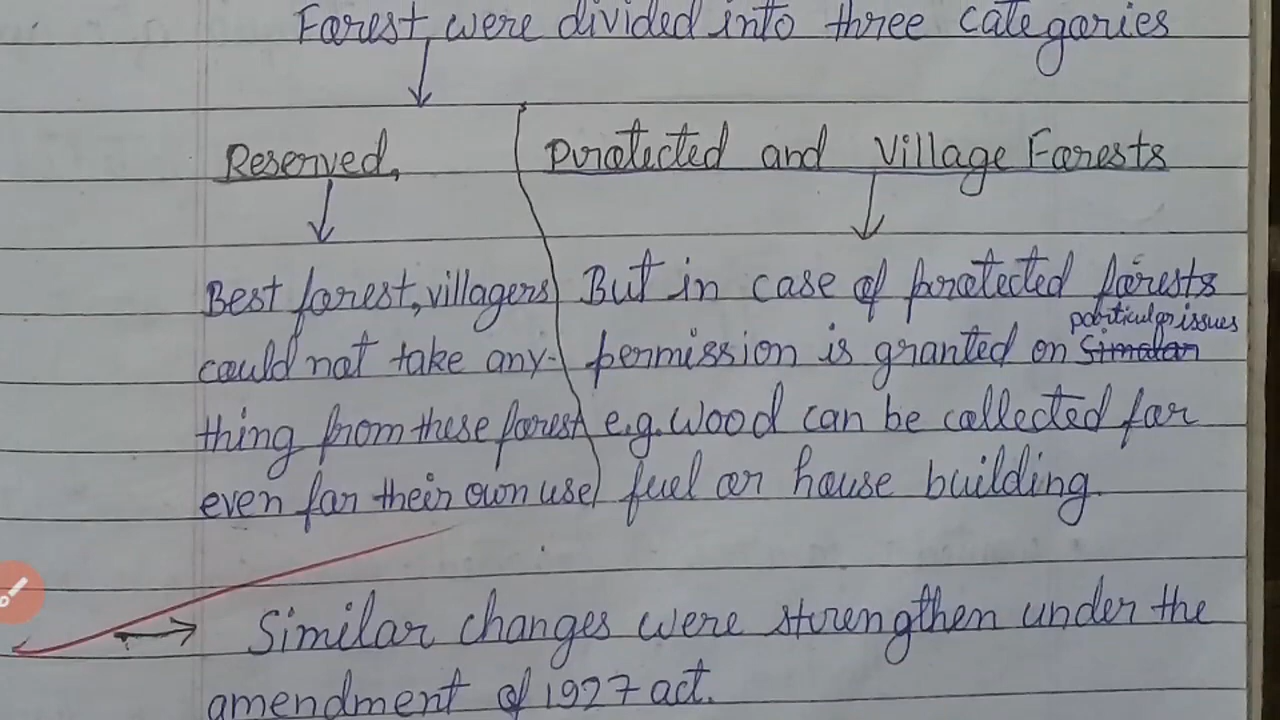 Forest were divided into three categories
Reserved,
Protected and Village Forests
Best forest, villagers
could not take any-
thing from these forest
even for their own use
But in case of protected forests
particular issues
permission is granted on Similar
e.g. wood can be collected for
fuel or house building.
Similar changes were strengthen under the
amendment of 1927 act.